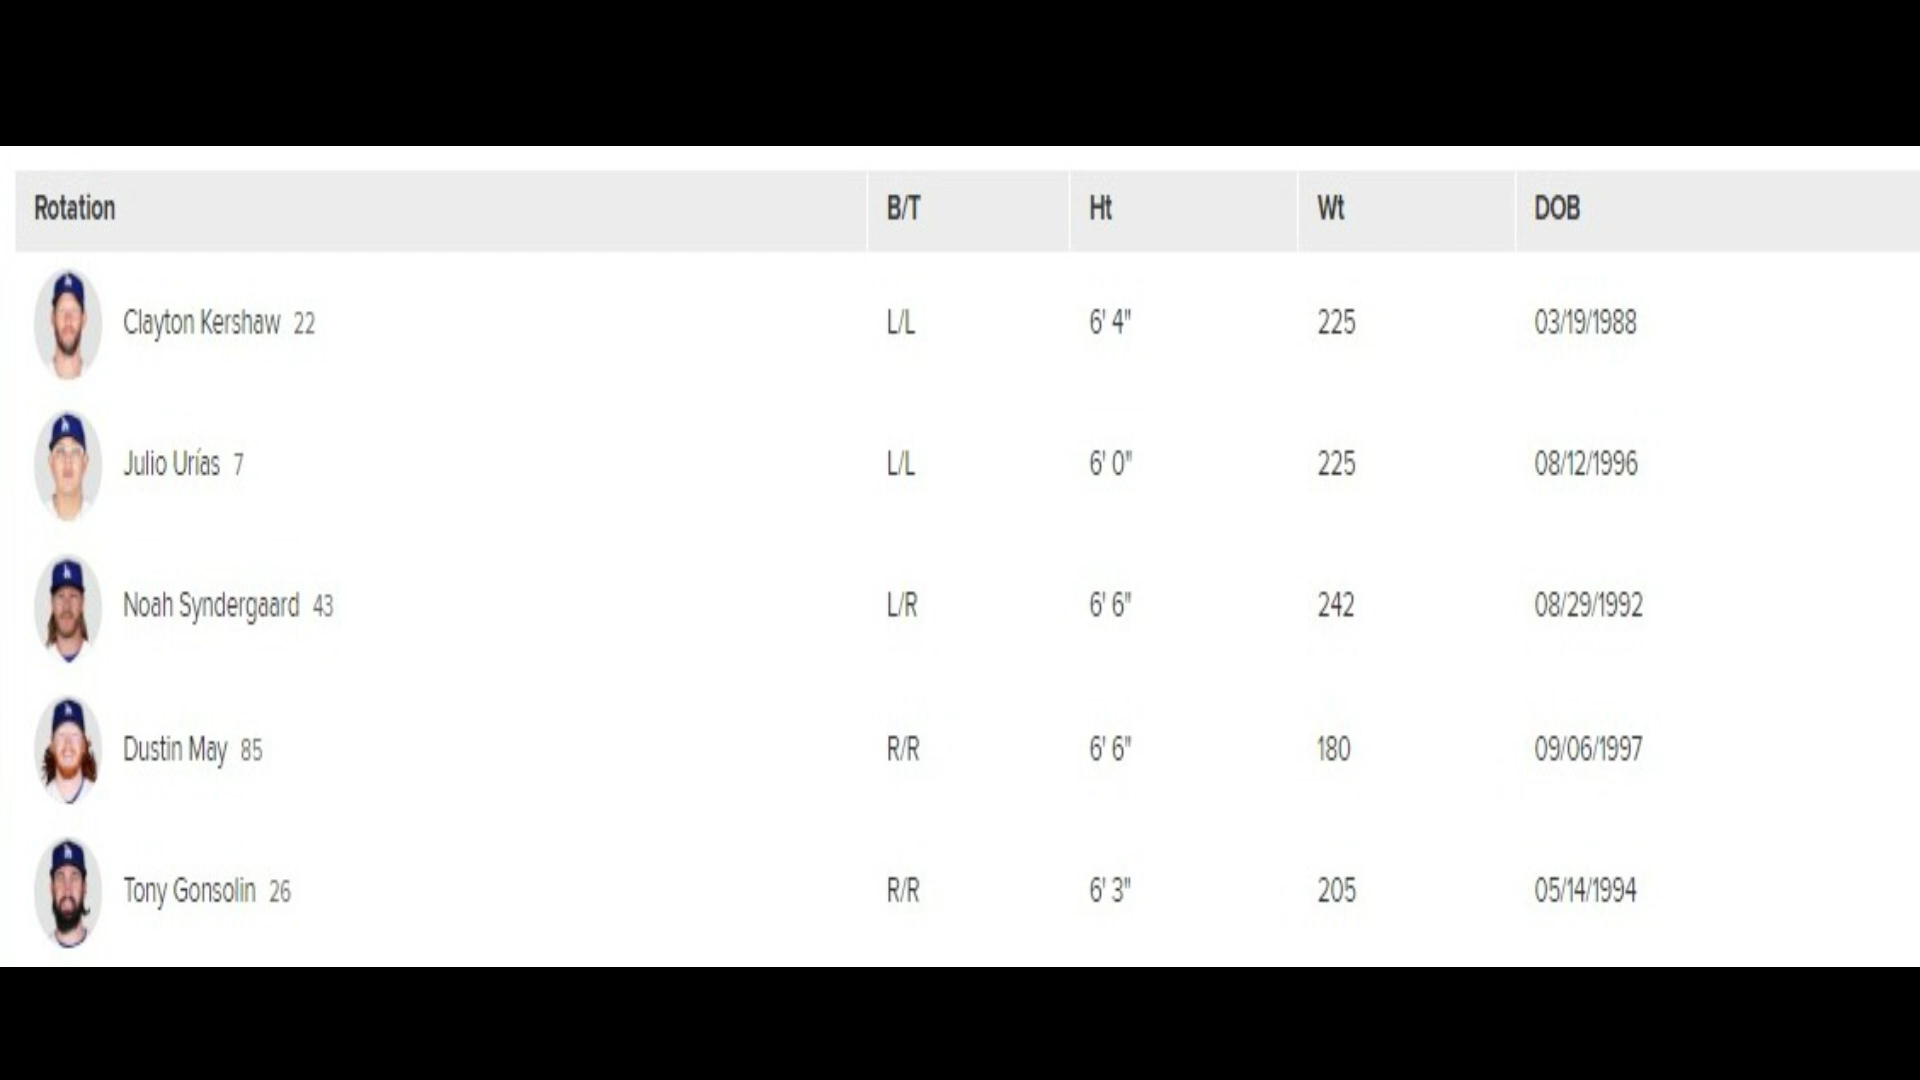 Rotation B/T Ht Wt DOB
Clayton Kershaw 22 L/L 6' 4" 225 03/19/1988
Julio Urías 7 L/L 6' 0" 225 08/12/1996
Noah Syndergaard 43 L/R 6' 6" 242 08/29/1992
Dustin May 85 R/R 6' 6" 180 09/06/1997
Tony Gonsolin 26 R/R 6' 3" 205 05/14/1994